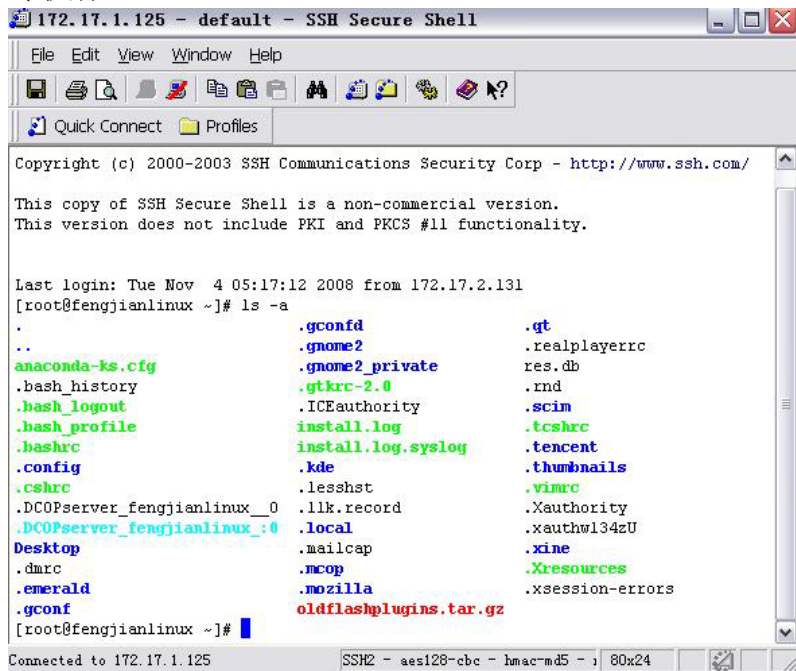 172.17.1.125 - default - SSH Secure Shell
File Edit View Window Help
Quick Connect Profiles
Copyright (c) 2000-2003 SSH Communications Security Corp - http://www.ssh.com/
This copy of SSH Secure Shell is a non-commercial version.
This version does not include PKI and PKCS #11 functionality.
Last login: Tue Nov  4 05:17:12 2008 from 172.17.2.131
[root@fengjianlinux ~]# ls -a
. .gconfd .qt
.. .gnome2 .realplayerrc
anaconda-ks.cfg .gnome2_private res.db
.bash_history .gtkrc-2.0 .rnd
.bash_logout .ICEauthority .scim
.bash_profile install.log .tcshrc
.bashrc install.log.syslog .tencent
.config .kde .thumbnails
.cshrc .lesshst .vimrc
.DCOPserver_fengjianlinux__0 .llk.record .Xauthority
.DCOPserver_fengjianlinux_:0 .local .xauthwl34zU
Desktop .mailcap .xine
.dmrc .mcop .Xresources
.emerald .mozilla .xsession-errors
.gconf oldflashplugins.tar.gz
[root@fengjianlinux ~]#
Connected to 172.17.1.125 SSH2 - aes128-cbc - hmac-md5 - 80x24